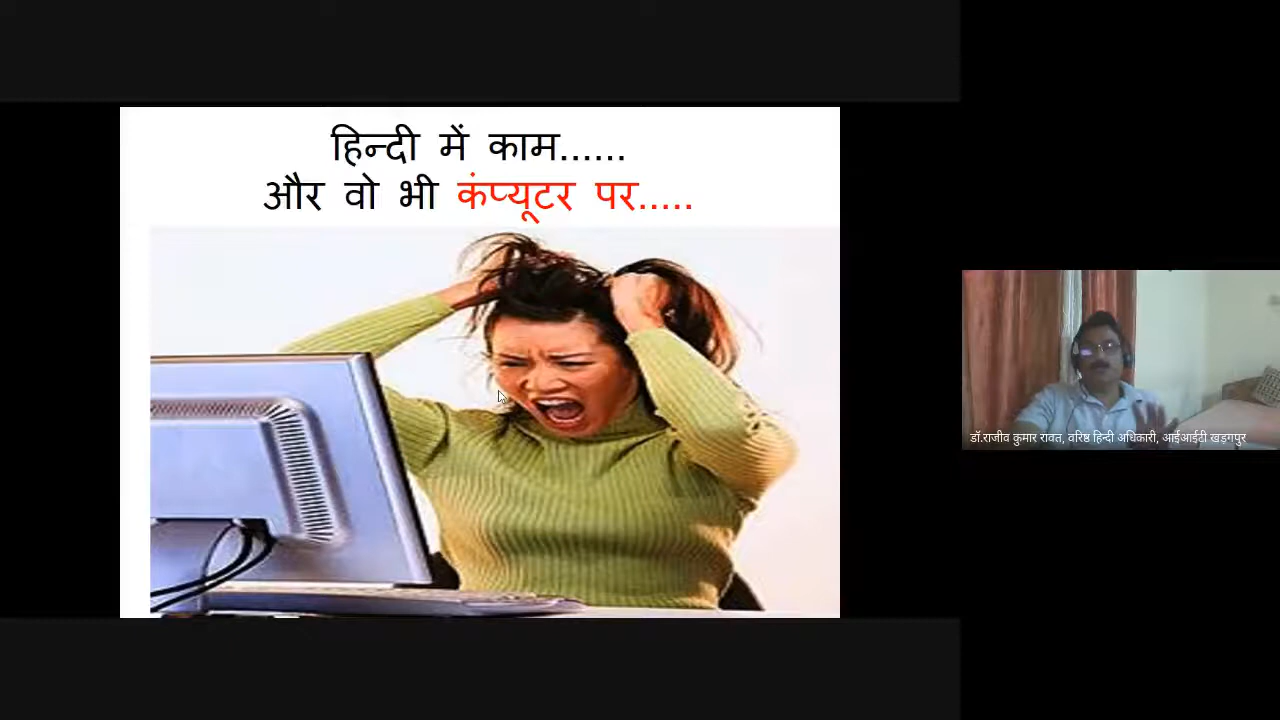 हिन्दी में काम......
और वो भी कंप्यूटर पर.....
डॉ.राजीव कुमार रावत, वरिष्ठ हिन्दी अधिकारी, आईआईटी खड़गपुर